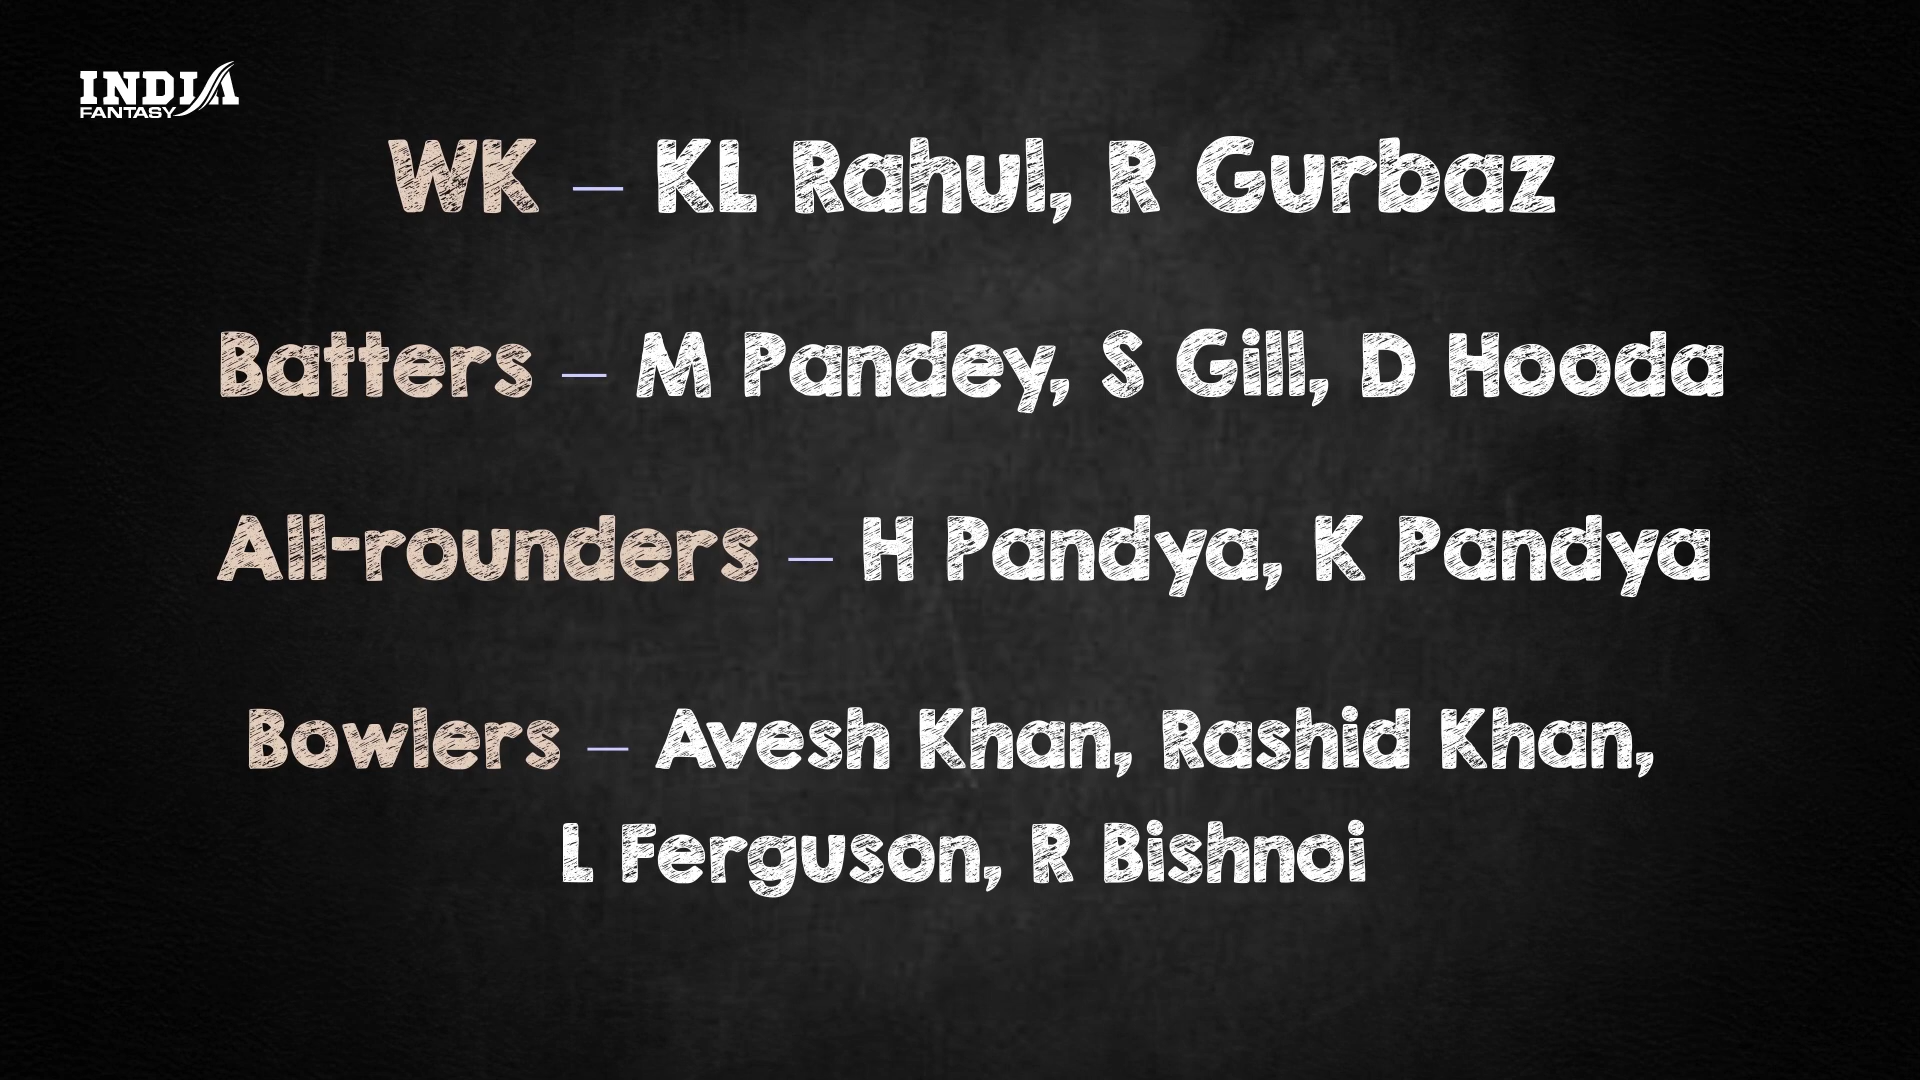 INDIA
FANTASY
WK – KL Rahul, R Gurbaz
Batters – M Pandey, S Gill, D Hooda
All-rounders – H Pandya, K Pandya
Bowlers – Avesh Khan, Rashid Khan,
L Ferguson, R Bishnoi